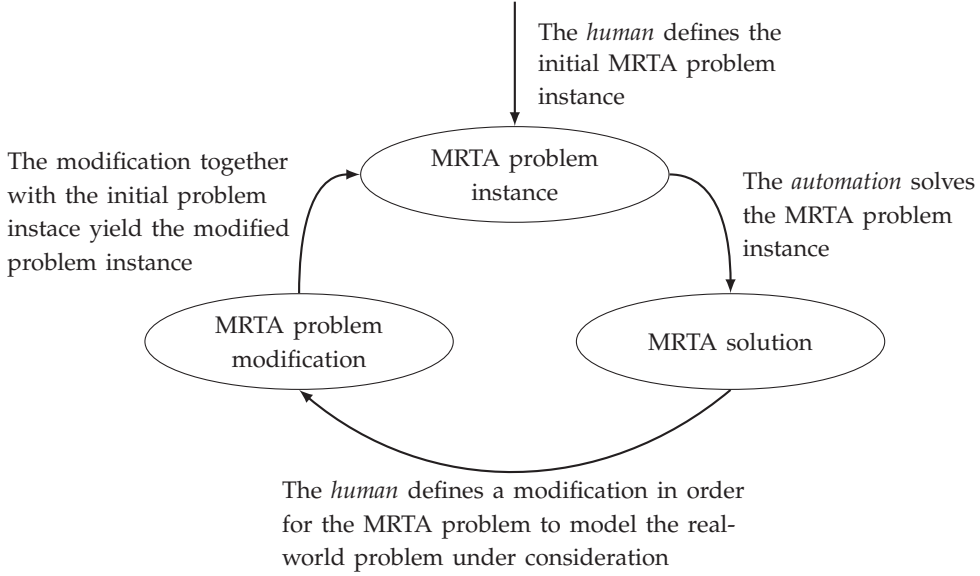 The human defines the
initial MRTA problem
instance
MRTA problem
instance
The modification together
with the initial problem
instace yield the modified
problem instance
The automation solves
the MRTA problem
instance
MRTA problem
modification
MRTA solution
The human defines a modification in order
for the MRTA problem to model the real-
world problem under consideration